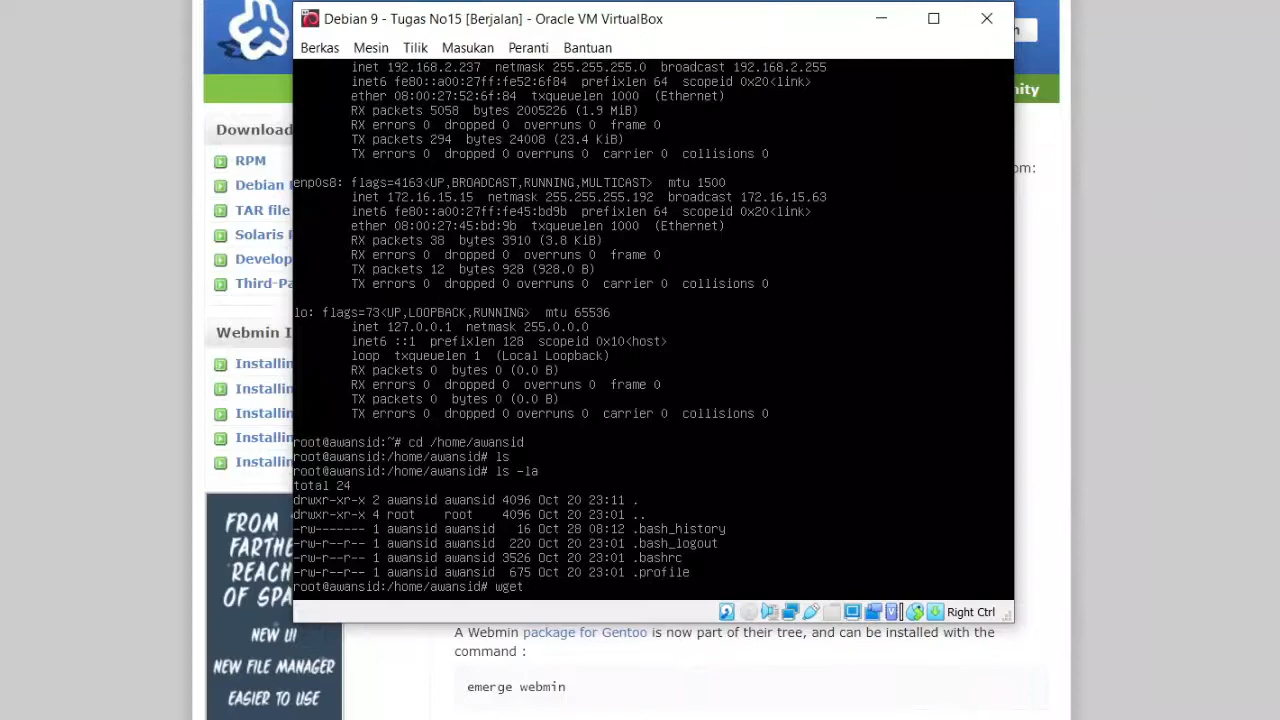 Debian 9 - Tugas No15 [Berjalan] - Oracle VM VirtualBox
Berkas Mesin Tilik Masukan Peranti Bantuan
inet 192.168.2.237 netmask 255.255.255.0 broadcast 192.168.2.255
inet6 fe80::a00:27ff:fe52:6f84 prefixlen 64 scopeid 0x20<link>
ether 08:00:27:52:6f:84 txqueuelen 1000 (Ethernet)
RX packets 5058 bytes 2005226 (1.9 MiB)
RX errors 0 dropped 0 overruns 0 frame 0
TX packets 294 bytes 24008 (23.4 KiB)
TX errors 0 dropped 0 overruns 0 carrier 0 collisions 0
enp0s8: flags=4163<UP,BROADCAST,RUNNING,MULTICAST> mtu 1500
inet 172.16.15.15 netmask 255.255.255.192 broadcast 172.16.15.63
inet6 fe80::a00:27ff:fe45:bd9b prefixlen 64 scopeid 0x20<link>
ether 08:00:27:45:bd:9b txqueuelen 1000 (Ethernet)
RX packets 38 bytes 3910 (3.8 KiB)
RX errors 0 dropped 0 overruns 0 frame 0
TX packets 12 bytes 928 (928.0 B)
TX errors 0 dropped 0 overruns 0 carrier 0 collisions 0
lo: flags=73<UP,LOOPBACK,RUNNING> mtu 65536
inet 127.0.0.1 netmask 255.0.0.0
inet6 ::1 prefixlen 128 scopeid 0x10<host>
loop txqueuelen 1 (Local Loopback)
RX packets 0 bytes 0 (0.0 B)
RX errors 0 dropped 0 overruns 0 frame 0
TX packets 0 bytes 0 (0.0 B)
TX errors 0 dropped 0 overruns 0 carrier 0 collisions 0
root@awansid:~# cd /home/awansid
root@awansid:/home/awansid# ls
root@awansid:/home/awansid# ls -la
total 24
drwxr-xr-x 2 awansid awansid 4096 Oct 20 23:11 .
drwxr-xr-x 4 root root 4096 Oct 20 23:01 ..
-rw------- 1 awansid awansid 16 Oct 28 08:12 .bash_history
-rw-r--r-- 1 awansid awansid 220 Oct 20 23:01 .bash_logout
-rw-r--r-- 1 awansid awansid 3526 Oct 20 23:01 .bashrc
-rw-r--r-- 1 awansid awansid 675 Oct 20 23:01 .profile
root@awansid:/home/awansid# wget
Right Ctrl
Download
RPM
Debian
TAR file
Solaris
Develop
Third-Pa
Webmin I
Installin
Installin
Installin
Installin
Installin
FROM
FARTHE
REACH
OF SPA
NEW UI
NEW FILE MANAGER
EASIER TO USE
n
ity
om:
A Webmin package for Gentoo is now part of their tree, and can be installed with the
command :
emerge webmin